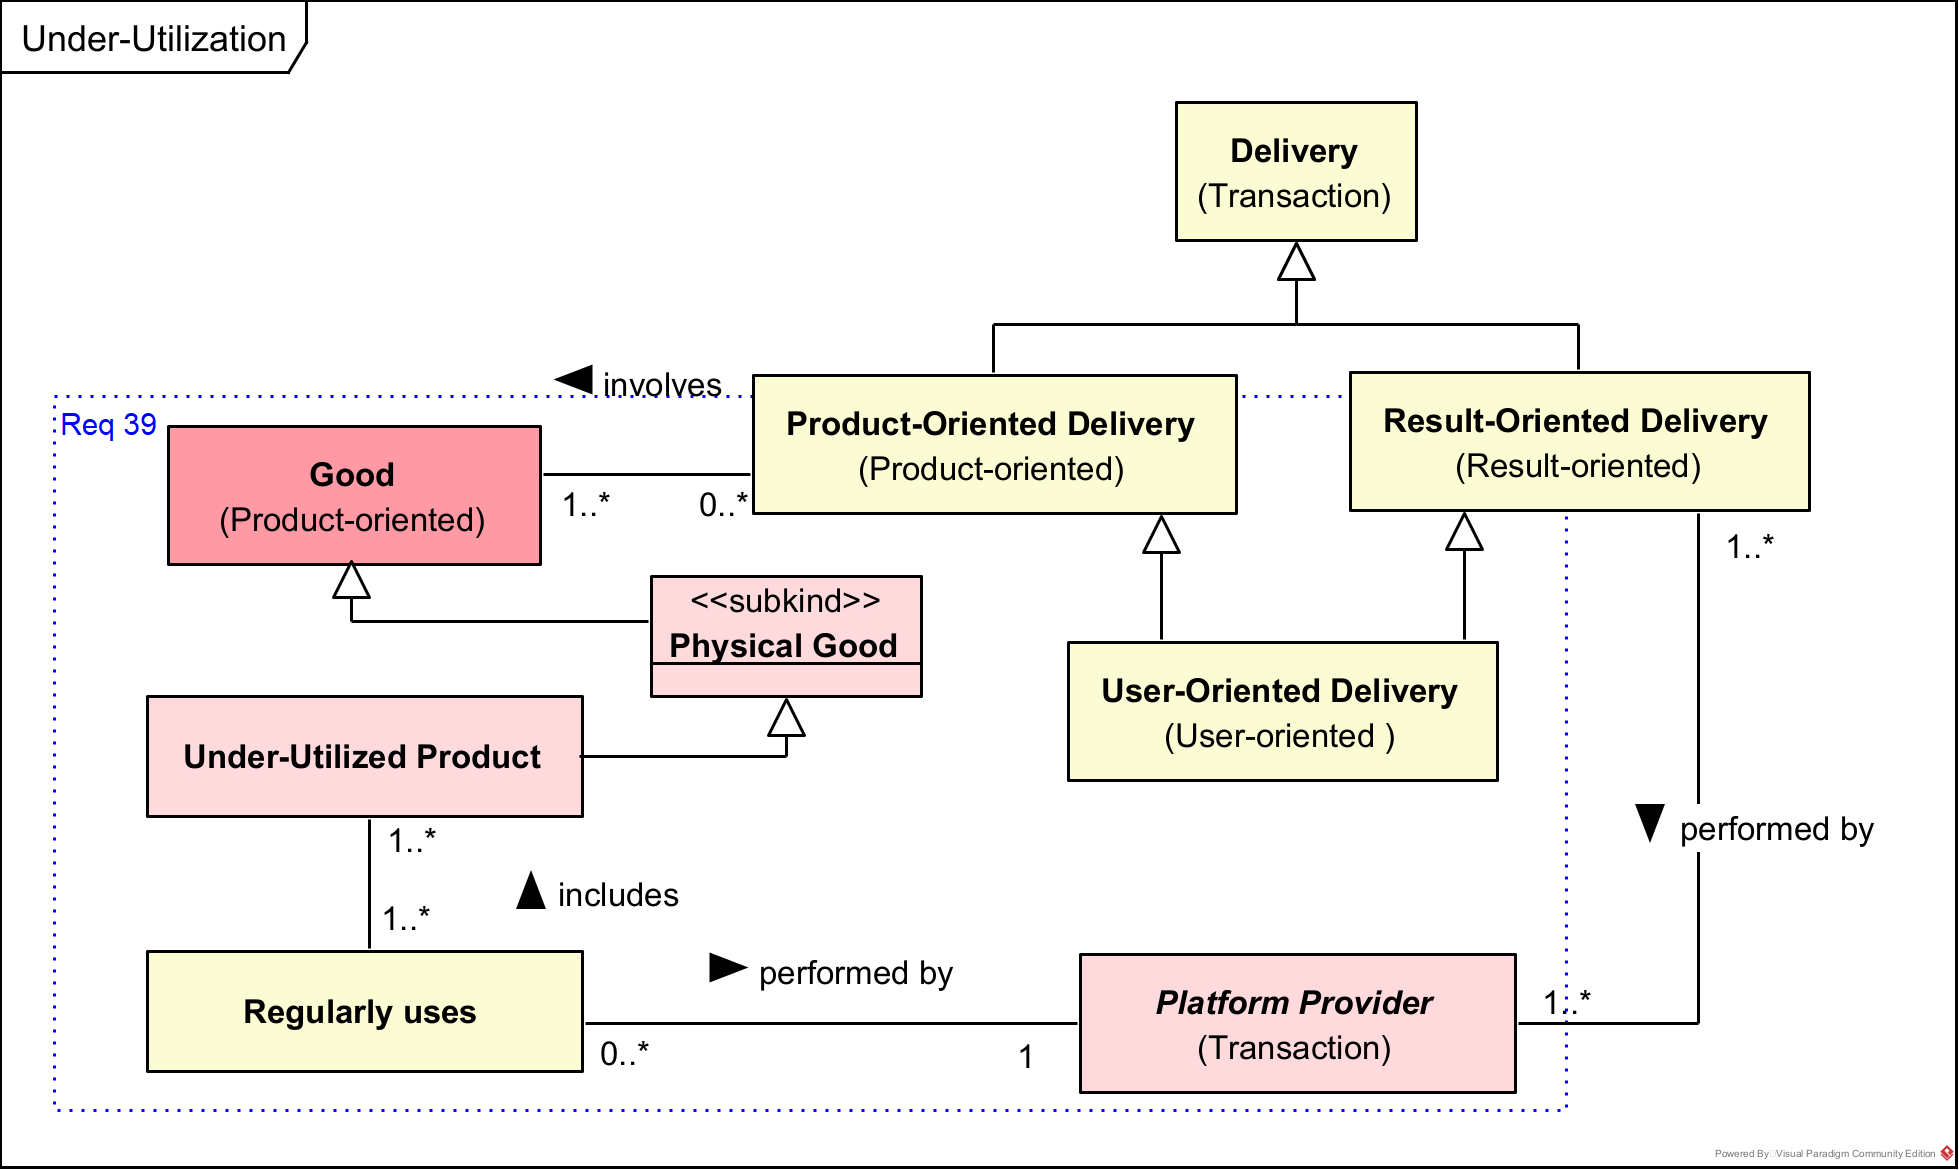 Under-Utilization
Delivery
(Transaction)
involves
Req 39
Good
(Product-oriented)
1..*
0..*
Product-Oriented Delivery
(Product-oriented)
Result-Oriented Delivery
(Result-oriented)
1..*
<<subkind>>
Physical Good
User-Oriented Delivery
(User-oriented )
Under-Utilized Product
1..*
includes
1..*
performed by
Regularly uses
performed by
0..*
1
Platform Provider
(Transaction)
1..*
Powered By Visual Paradigm Community Edition